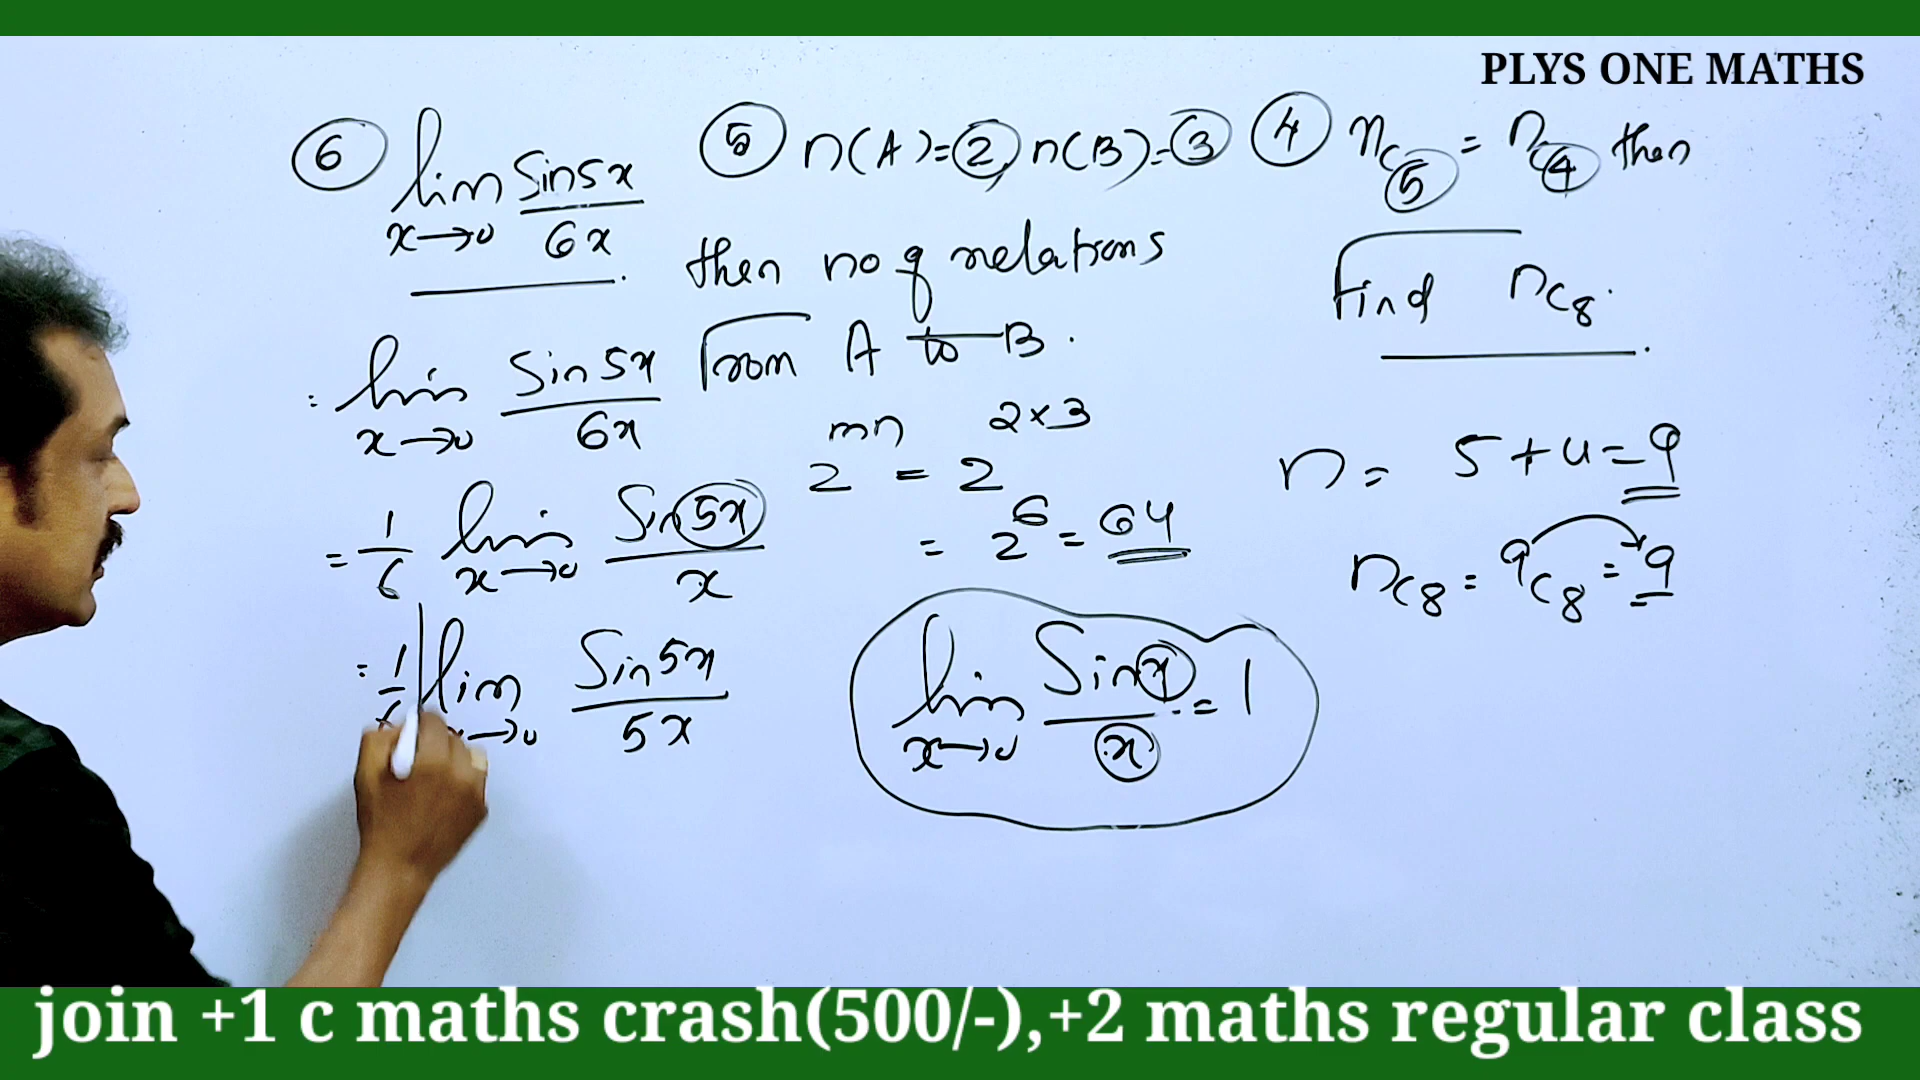 PLYS ONE MATHS
⑥ lim x→0 Sin5x/6x
= lim x→0 Sin5x/6x
= 1/6 lim x→0 Sin5x/x
= 1/6 lim x→0 Sin5x/5x
⑤ n(A)=2, n(B)=3
then no of relations
from A to B.
2^mn = 2^2×3
= 2^6 = 64
lim x→0 Sinx/x = 1
④ nC5 = nC4 then
Find nC8.
n = 5+4=9
nC8 = 9C8 = 9
join +1 c maths crash(500/-),+2 maths regular class